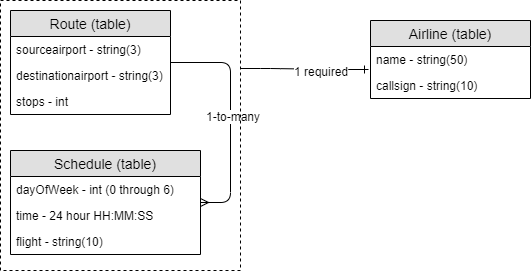 Route (table)
sourceairport - string(3)
destinationairport - string(3)
stops - int
1-to-many
Schedule (table)
dayOfWeek - int (0 through 6)
time - 24 hour HH:MM:SS
flight - string(10)
1 required
Airline (table)
name - string(50)
callsign - string(10)